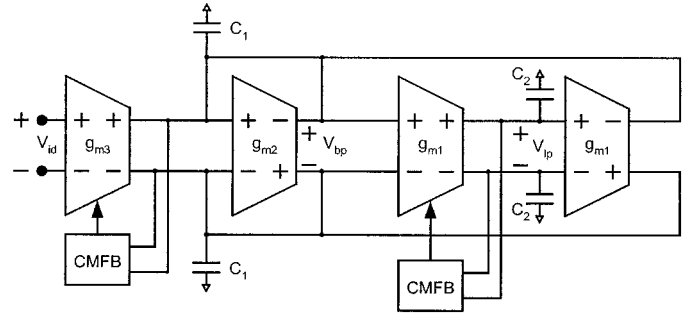 C1
C2
+ + + + − + + + + −
Vid gm3 gm2 Vbp gm1 Vlp gm1
− − − − + − − − − − +
C2
CMFB
C1
CMFB